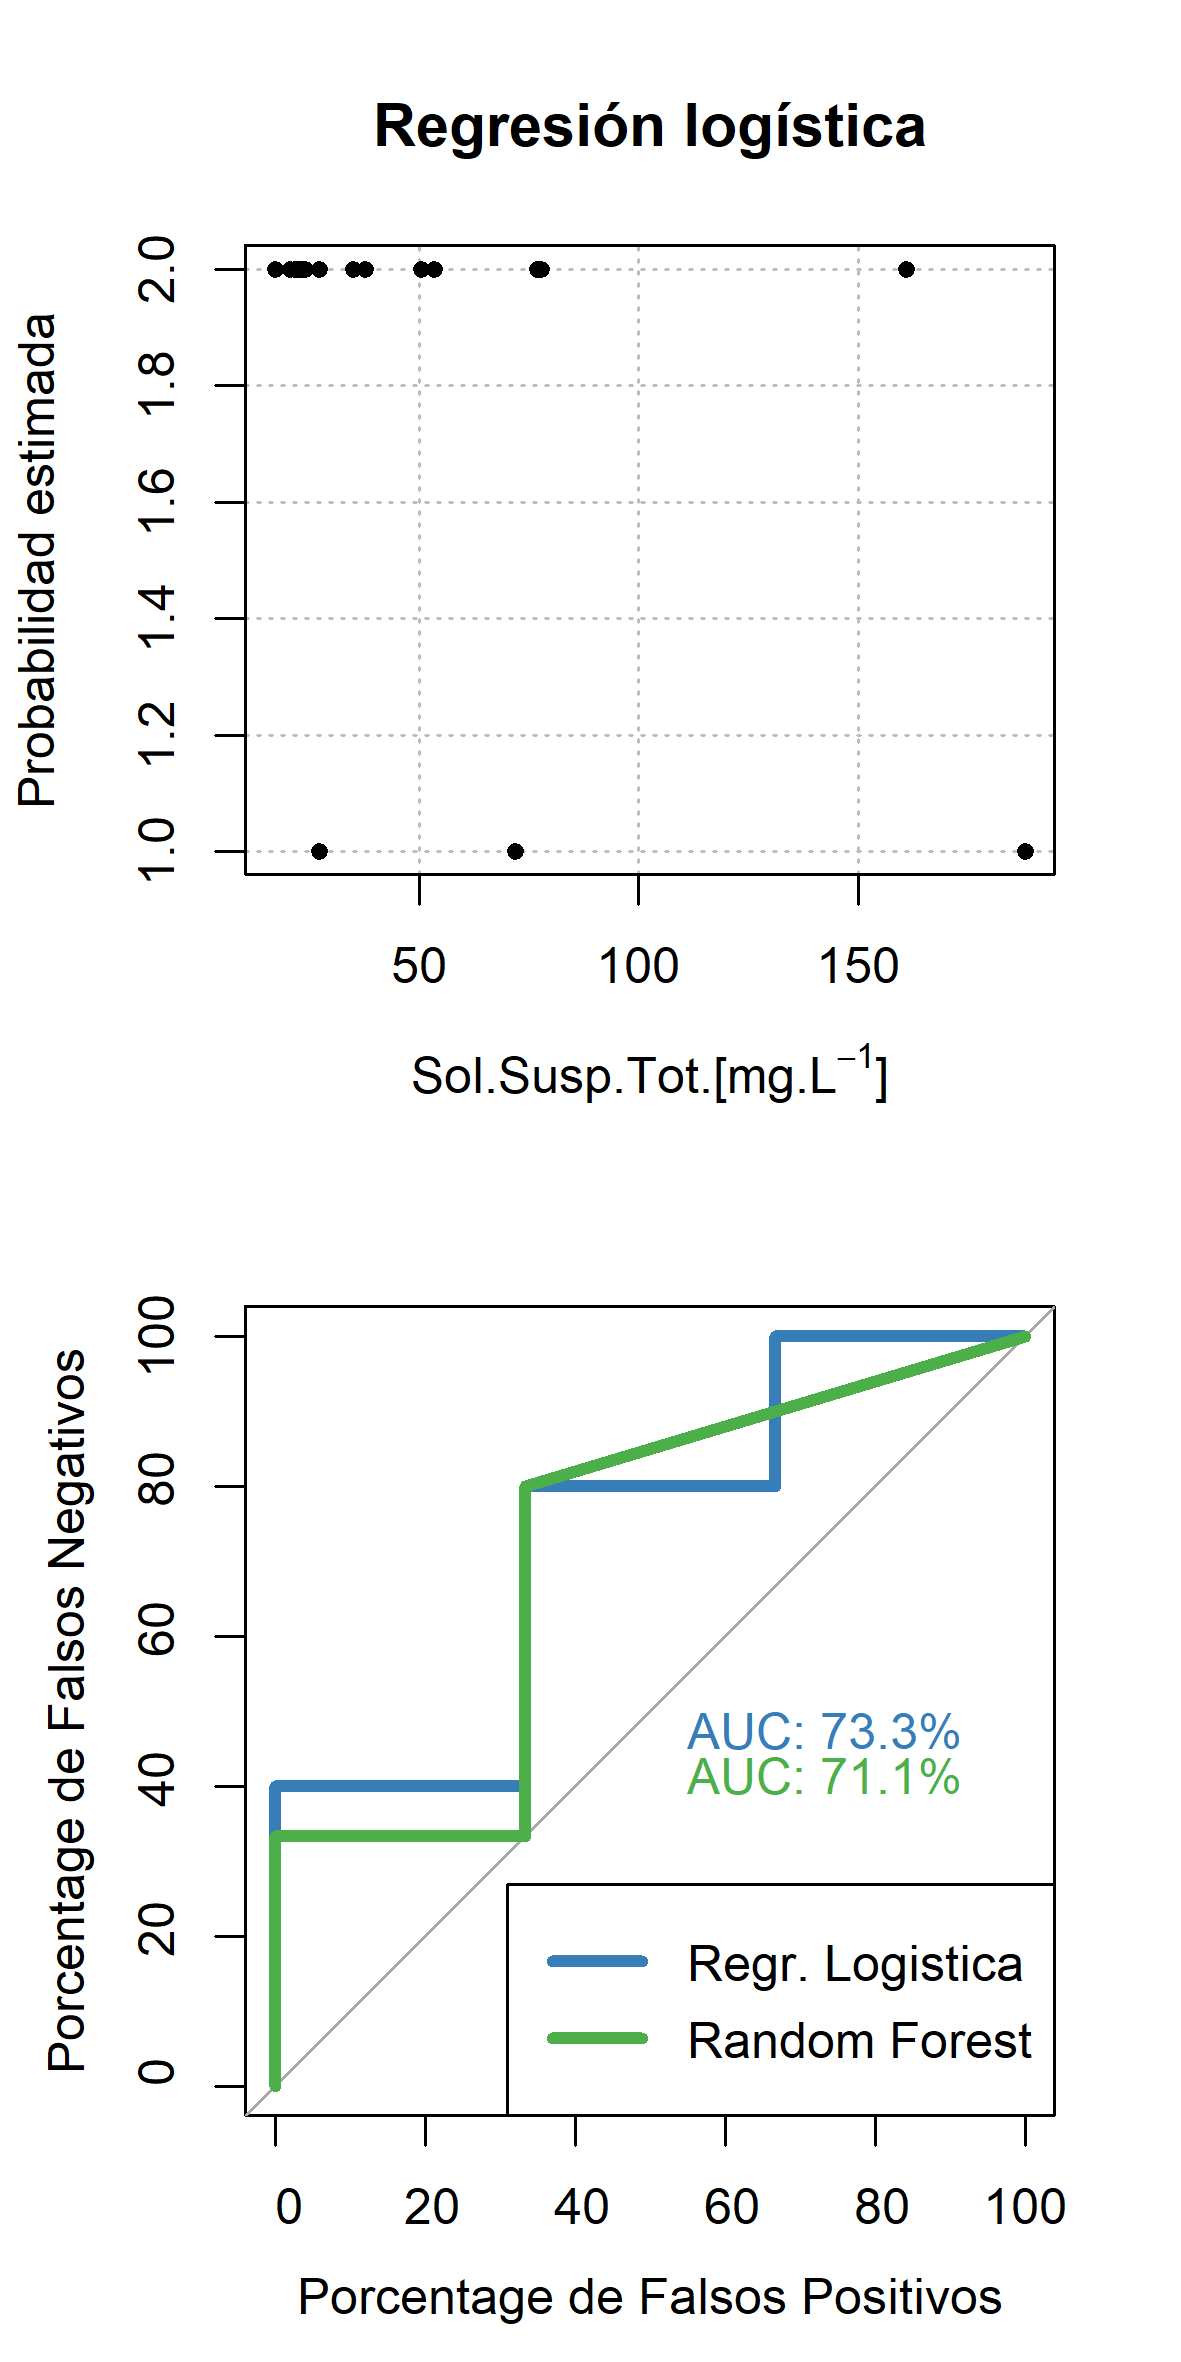 Regresión logística
Probabilidad estimada
2.0
1.8
1.6
1.4
1.2
1.0
50 100 150
Sol.Susp.Tot.[mg.L⁻¹]
Porcentage de Falsos Negativos
100
80
60
40
20
0
AUC: 73.3%
AUC: 71.1%
Regr. Logistica
Random Forest
0 20 40 60 80 100
Porcentage de Falsos Positivos